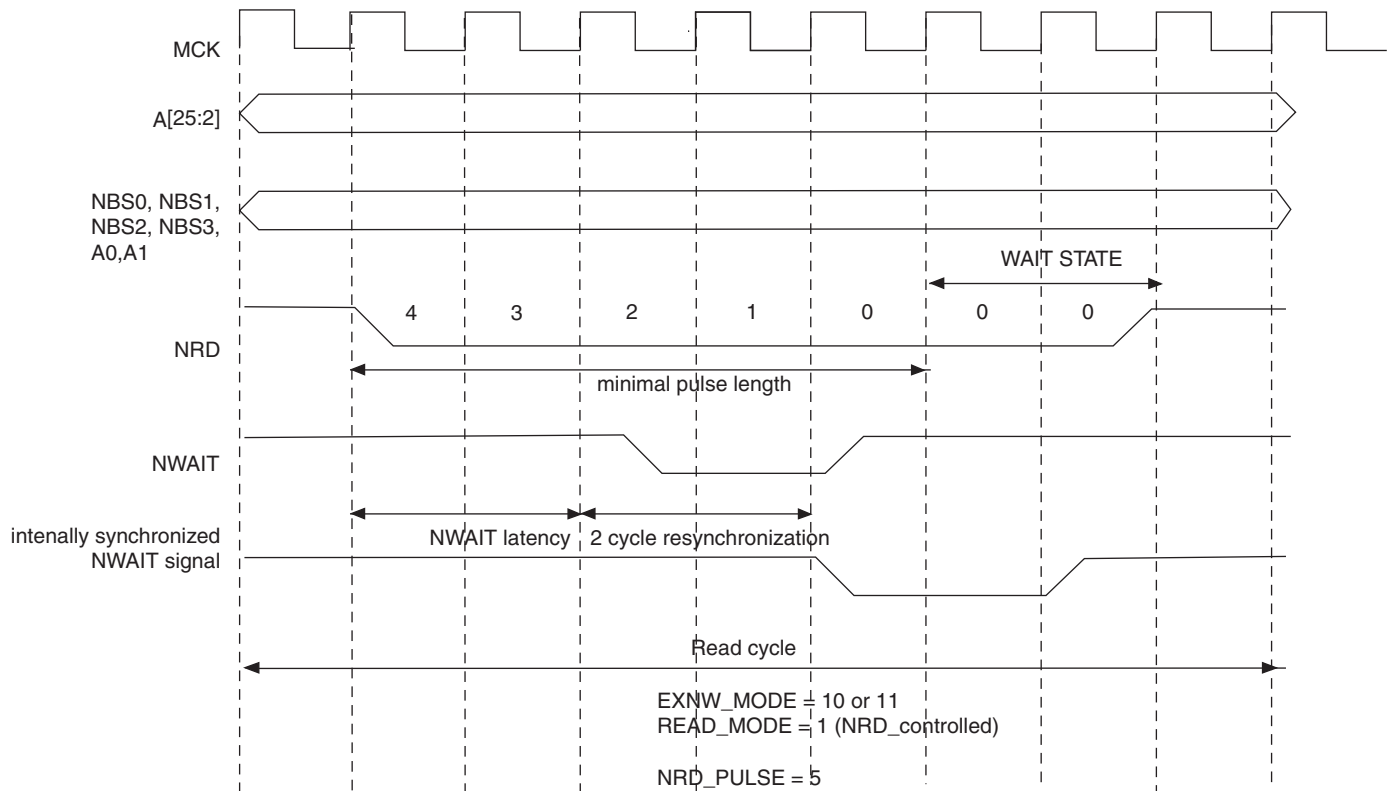 MCK
A[25:2]
NBS0, NBS1,
NBS2, NBS3,
A0,A1
WAIT STATE
4 3 2 1 0 0 0
NRD
minimal pulse length
NWAIT
intenally synchronized
NWAIT signal
NWAIT latency 2 cycle resynchronization
Read cycle
EXNW_MODE = 10 or 11
READ_MODE = 1 (NRD_controlled)
NRD_PULSE = 5